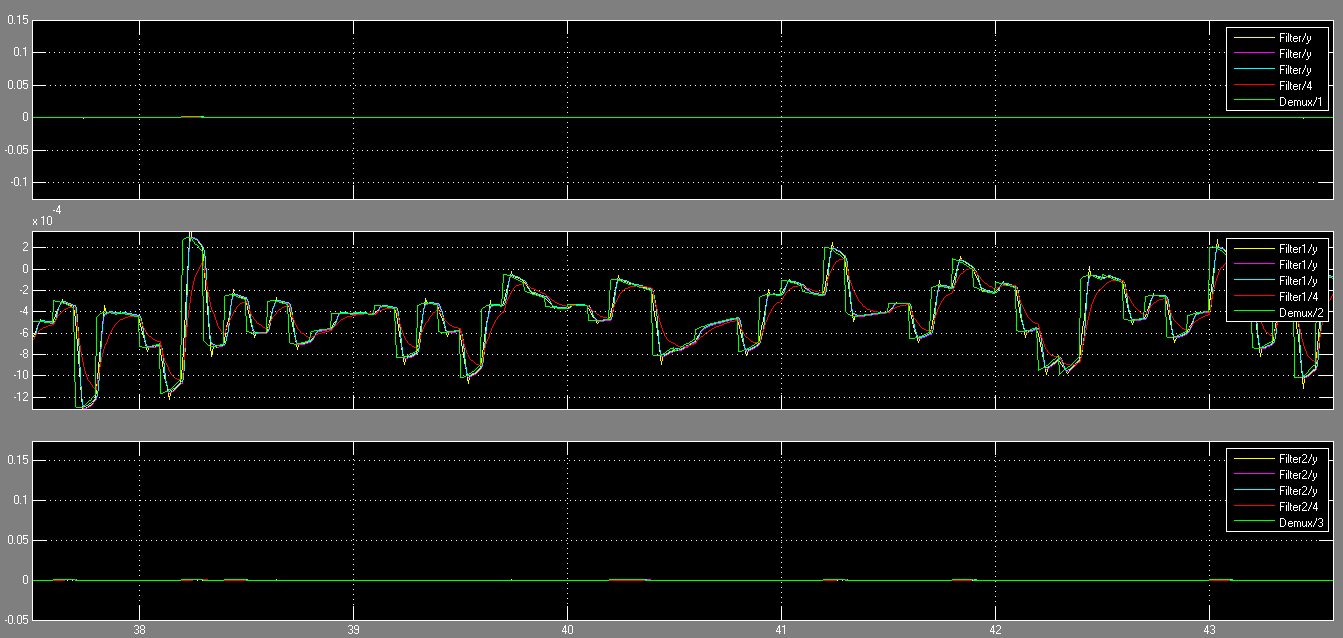 0.15
0.1
0.05
0
-0.05
-0.1
Filter/y
Filter/y
Filter/y
Filter/4
Demux/1
x 10^-4
2
0
-2
-4
-6
-8
-10
-12
Filter1/y
Filter1/y
Filter1/y
Filter1/4
Demux/2
0.15
0.1
0.05
0
-0.05
Filter2/y
Filter2/y
Filter2/y
Filter2/4
Demux/3
38 39 40 41 42 43